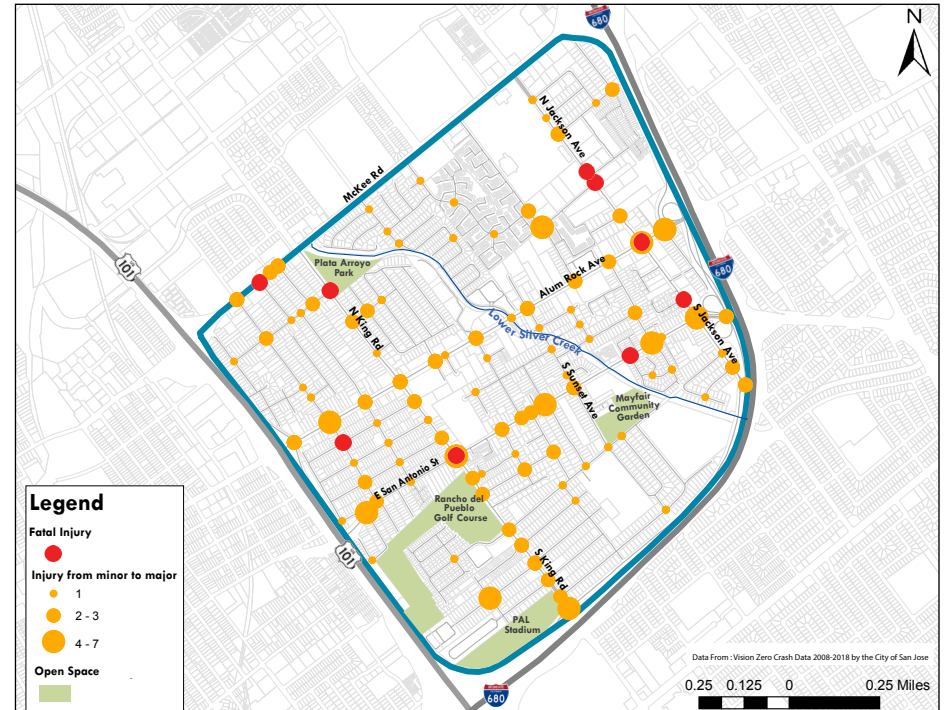 680
N
N Jackson Ave
McKee Rd
101
Plata Arroyo
Park
Alum Rock Ave
680
N King Rd
Lower Silver Creek
S Jackson Ave
S Sunset Ave
Mayfair
Community
Garden
E San Antonio St
Rancho del
Pueblo
Golf Course
101
S King Rd
PAL
Stadium
680
Legend
Fatal Injury
Injury from minor to major
1
2 - 3
4 - 7
Open Space
Data From : Vision Zero Crash Data 2008-2018 by the City of San Jose
0.25 0.125 0 0.25 Miles